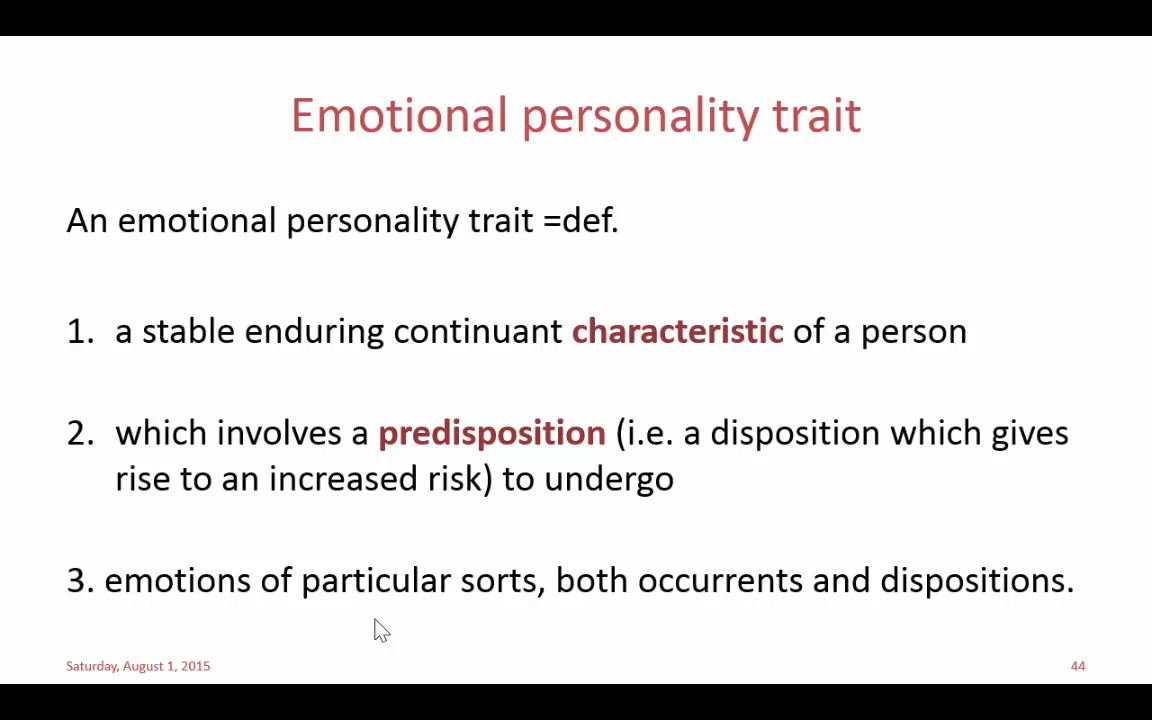 Emotional personality trait
An emotional personality trait =def.
1. a stable enduring continuant characteristic of a person
2. which involves a predisposition (i.e. a disposition which gives
rise to an increased risk) to undergo
3. emotions of particular sorts, both occurrents and dispositions.
Saturday, August 1, 2015
44